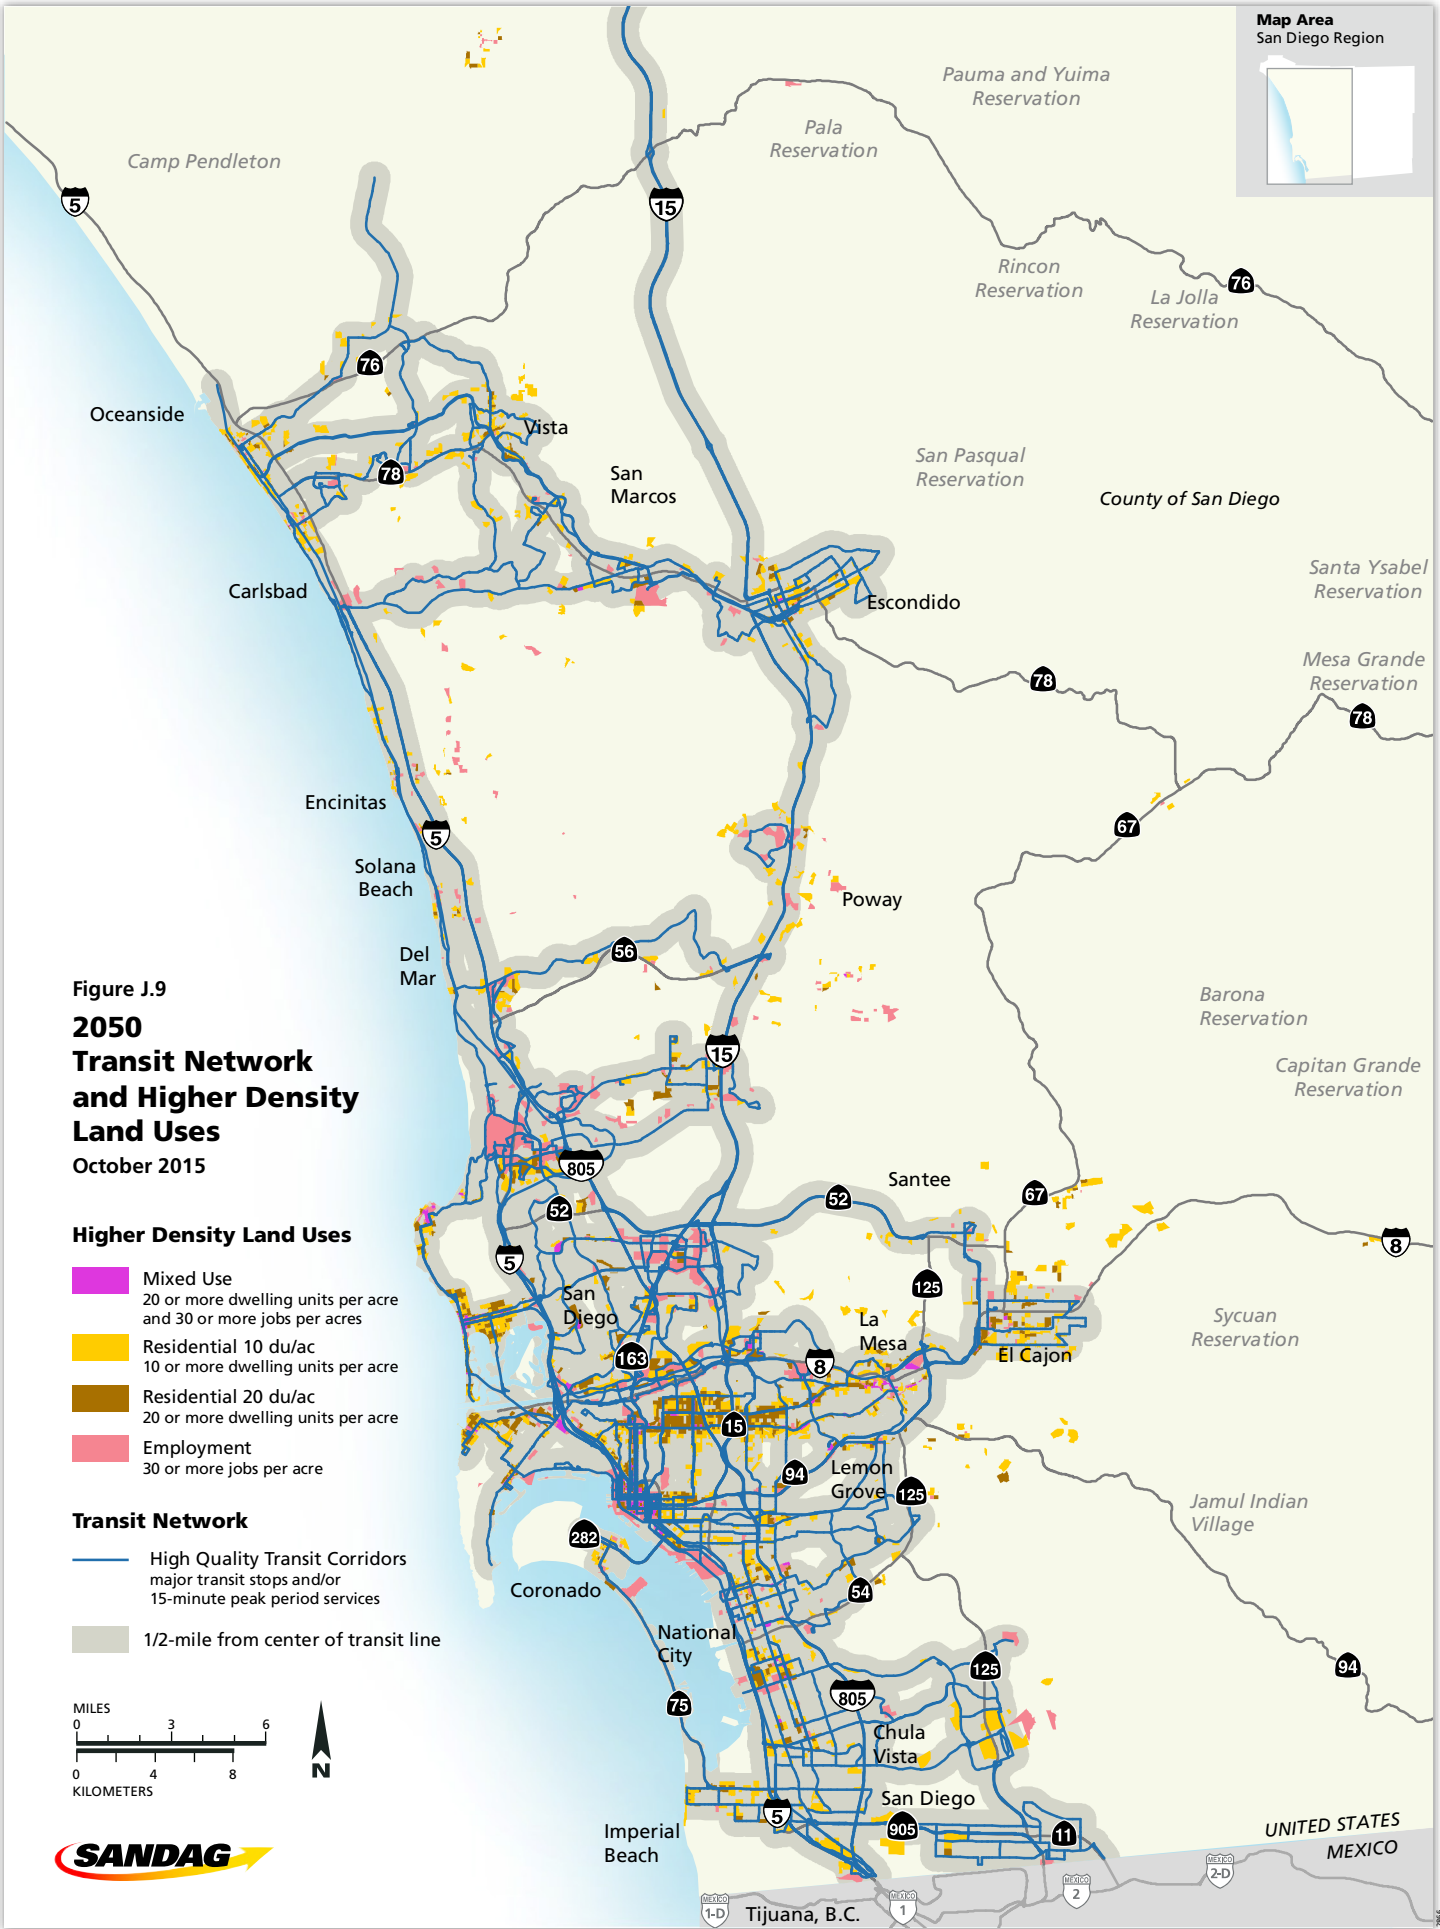 Map Area
San Diego Region
Pauma and Yuima
Reservation
Pala
Reservation
Camp Pendleton
5
15
Rincon
Reservation
76
La Jolla
Reservation
76
Oceanside
Vista
78
San
Marcos
San Pasqual
Reservation
County of San Diego
Santa Ysabel
Reservation
Carlsbad
Escondido
Mesa Grande
Reservation
78
78
Encinitas
5
67
Solana
Beach
Poway
56
Del
Mar
Figure J.9
2050
Transit Network
and Higher Density
Land Uses
October 2015
Barona
Reservation
15
Capitan Grande
Reservation
805
Santee
52
67
52
8
5
125
San
Diego
La
Mesa
Sycuan
Reservation
163
8
El Cajon
15
94
Lemon
Grove
125
Jamul Indian
Village
282
Coronado
54
National
City
125
94
75
805
Chula
Vista
San Diego
5
905
11
Imperial
Beach
UNITED STATES
MEXICO
MEXICO
1-D
Tijuana, B.C.
MEXICO
1
MEXICO
2
MEXICO
2-D
Higher Density Land Uses
Mixed Use
20 or more dwelling units per acre
and 30 or more jobs per acres
Residential 10 du/ac
10 or more dwelling units per acre
Residential 20 du/ac
20 or more dwelling units per acre
Employment
30 or more jobs per acre
Transit Network
High Quality Transit Corridors
major transit stops and/or
15-minute peak period services
1/2-mile from center of transit line
MILES
0 3 6
0 4 8
KILOMETERS
N
SANDAG